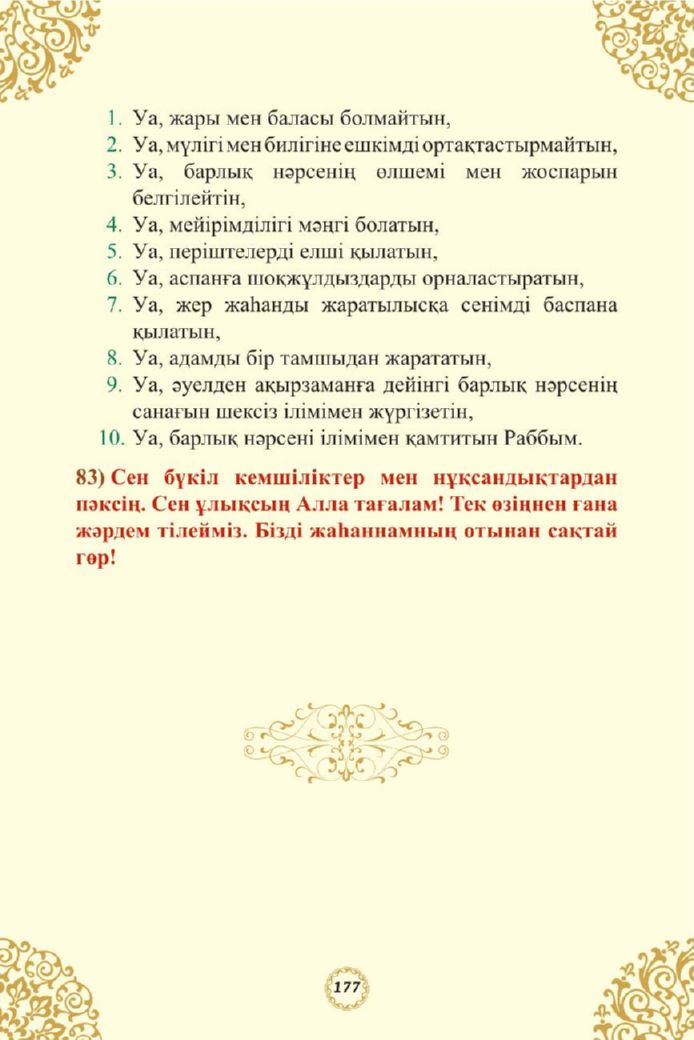 1. Уа, жары мен баласы болмайтын,
2. Уа, мүлігі мен билігіне ешкімді ортақтастырмайтын,
3. Уа, барлық нәрсенің өлшемі мен жоспарын
белгілейтін,
4. Уа, мейірімділігі мәңгі болатын,
5. Уа, періштелерді елші қылатын,
6. Уа, аспанға шоқжұлдыздарды орналастыратын,
7. Уа, жер жаһанды жаратылысқа сенімді баспана
қылатын,
8. Уа, адамды бір тамшыдан жарататын,
9. Уа, әуелден ақырзаманға дейінгі барлық нәрсенің
санағын шексіз ілімімен жүргізетін,
10. Уа, барлық нәрсені ілімімен қамтитын Раббым.
83) Сен бүкіл кемшіліктер мен нұқсандықтардан
пәксің. Сен ұлықсың Алла тағалам! Тек өзіңнен ғана
жәрдем тілейміз. Бізді жаһаннамның отынан сақтай
гөр!
177